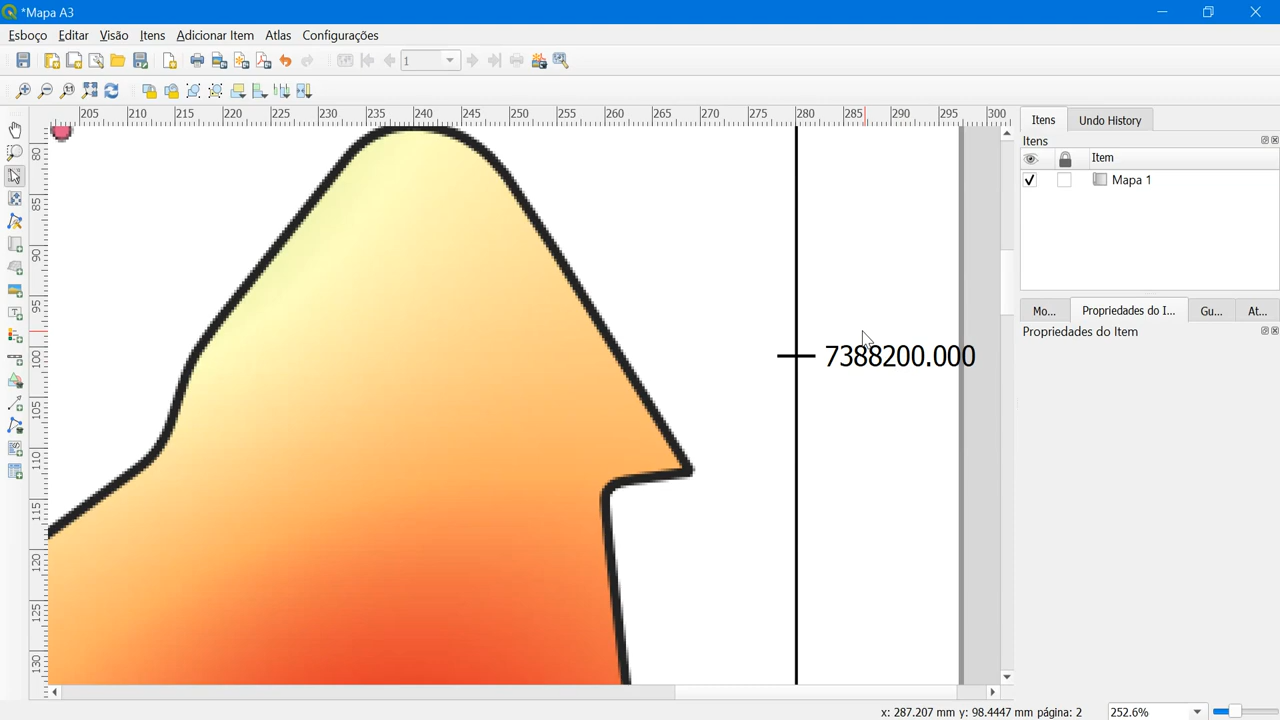 *Mapa A3
Esboço Editar Visão Itens Adicionar Item Atlas Configurações
1
205 210 215 220 225 230 235 240 245 250 255 260 265 270 275 280 285 290 295 300
80
85
90
95
100
105
110
115
120
125
130
7388200.000
Itens Undo History
Itens
Item
Mapa 1
Mo... Propriedades do I... Gu... At...
Propriedades do Item
x: 287.207 mm y: 98.4447 mm página: 2 252.6%